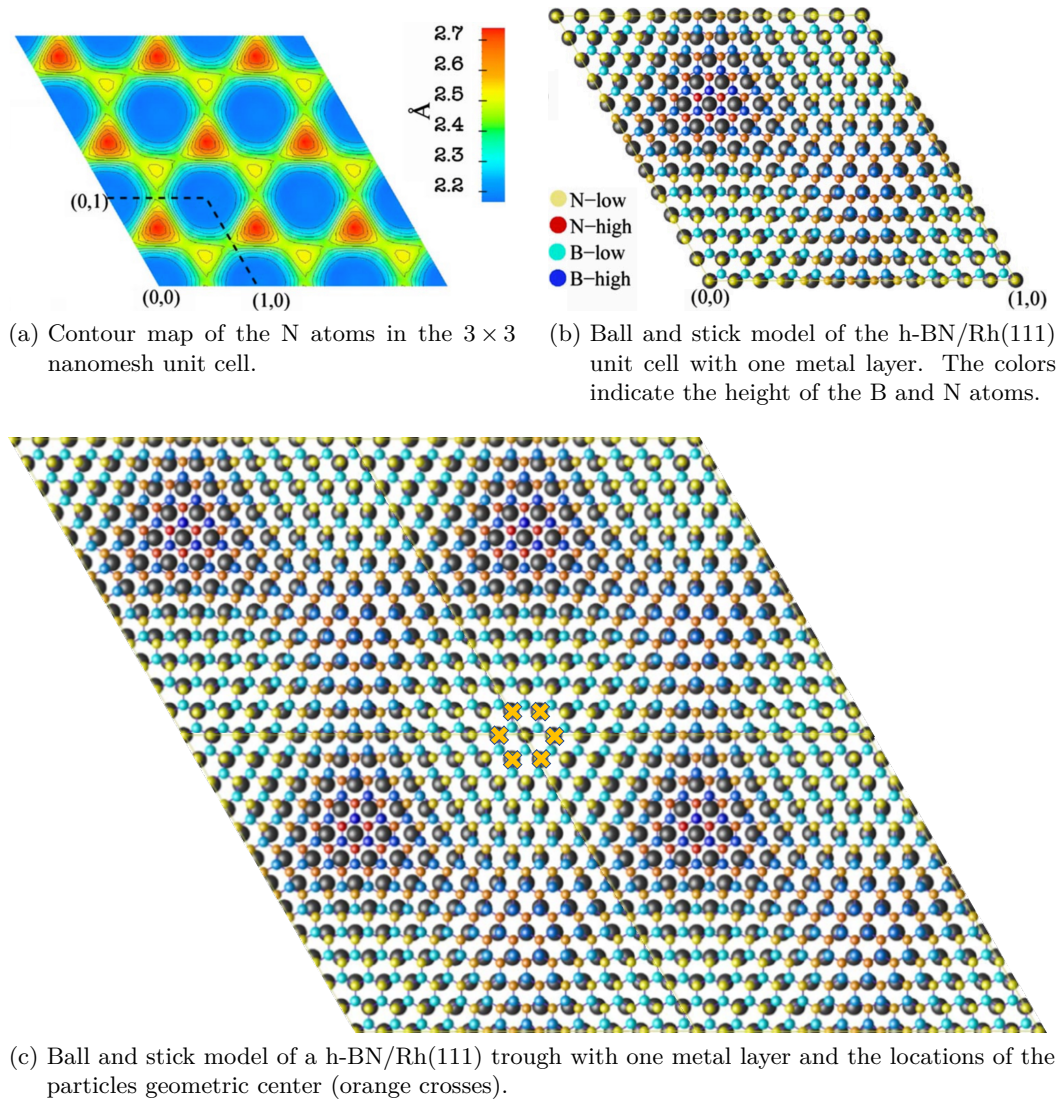 2.7
2.6
2.5
2.4
2.3
2.2
Å
(0,1)
(0,0)
(1,0)
N−low
N−high
B−low
B−high
(0,0)
(1,0)
(a) Contour map of the N atoms in the 3 × 3
nanomesh unit cell.
(b) Ball and stick model of the h-BN/Rh(111)
unit cell with one metal layer. The colors
indicate the height of the B and N atoms.
(c) Ball and stick model of a h-BN/Rh(111) trough with one metal layer and the locations of the
particles geometric center (orange crosses).